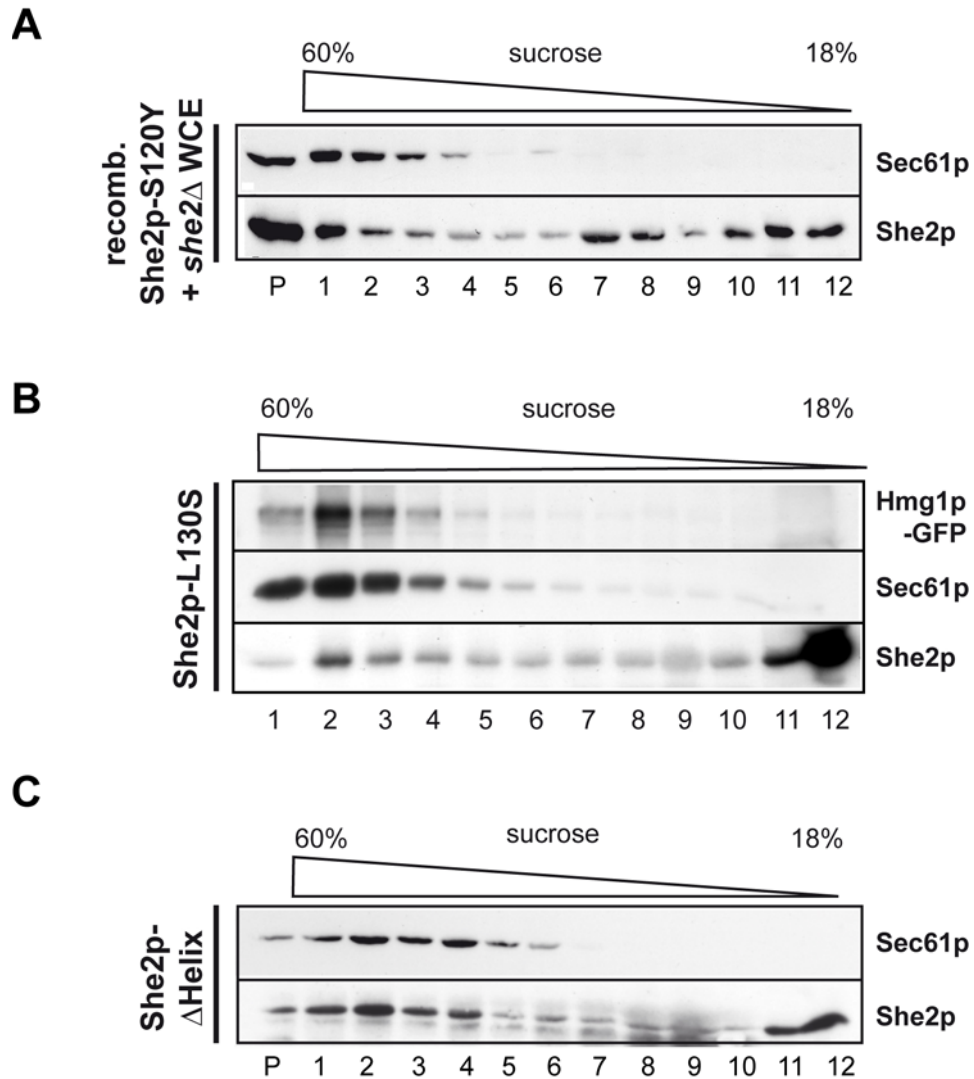 A
60% sucrose 18%
recomb.
She2p-S120Y
+ she2Δ WCE
Sec61p
She2p
P 1 2 3 4 5 6 7 8 9 10 11 12
B
60% sucrose 18%
She2p-L130S
Hmg1p
-GFP
Sec61p
She2p
1 2 3 4 5 6 7 8 9 10 11 12
C
60% sucrose 18%
She2p-
ΔHelix
Sec61p
She2p
P 1 2 3 4 5 6 7 8 9 10 11 12